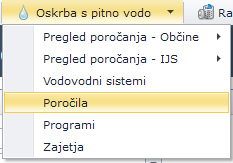 Oskrba s pitno vodo
Ra
Pregled poročanja - Občine
Pregled poročanja - IJS
Vodovodni sistemi
Poročila
Programi
Zajetja